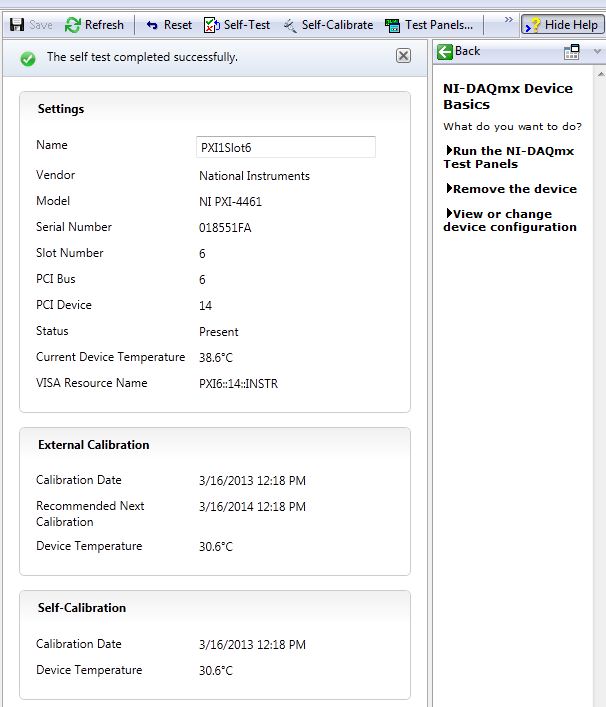 Save Refresh Reset Self-Test Self-Calibrate Test Panels... » Hide Help
The self test completed successfully.
Settings
Name PXI1Slot6
Vendor National Instruments
Model NI PXI-4461
Serial Number 018551FA
Slot Number 6
PCI Bus 6
PCI Device 14
Status Present
Current Device Temperature 38.6°C
VISA Resource Name PXI6::14::INSTR
External Calibration
Calibration Date 3/16/2013 12:18 PM
Recommended Next 3/16/2014 12:18 PM
Calibration
Device Temperature 30.6°C
Self-Calibration
Calibration Date 3/16/2013 12:18 PM
Device Temperature 30.6°C
Back
NI-DAQmx Device
Basics
What do you want to do?
Run the NI-DAQmx
Test Panels
Remove the device
View or change
device configuration